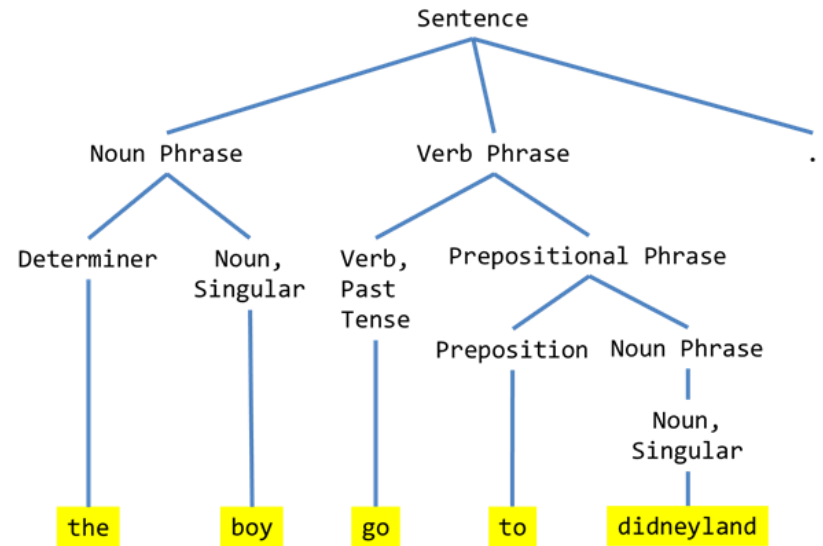 Sentence
Noun Phrase Verb Phrase .
Determiner Noun, Verb, Prepositional Phrase
Singular Past
Tense
Preposition Noun Phrase
Noun,
Singular
the boy go to didneyland